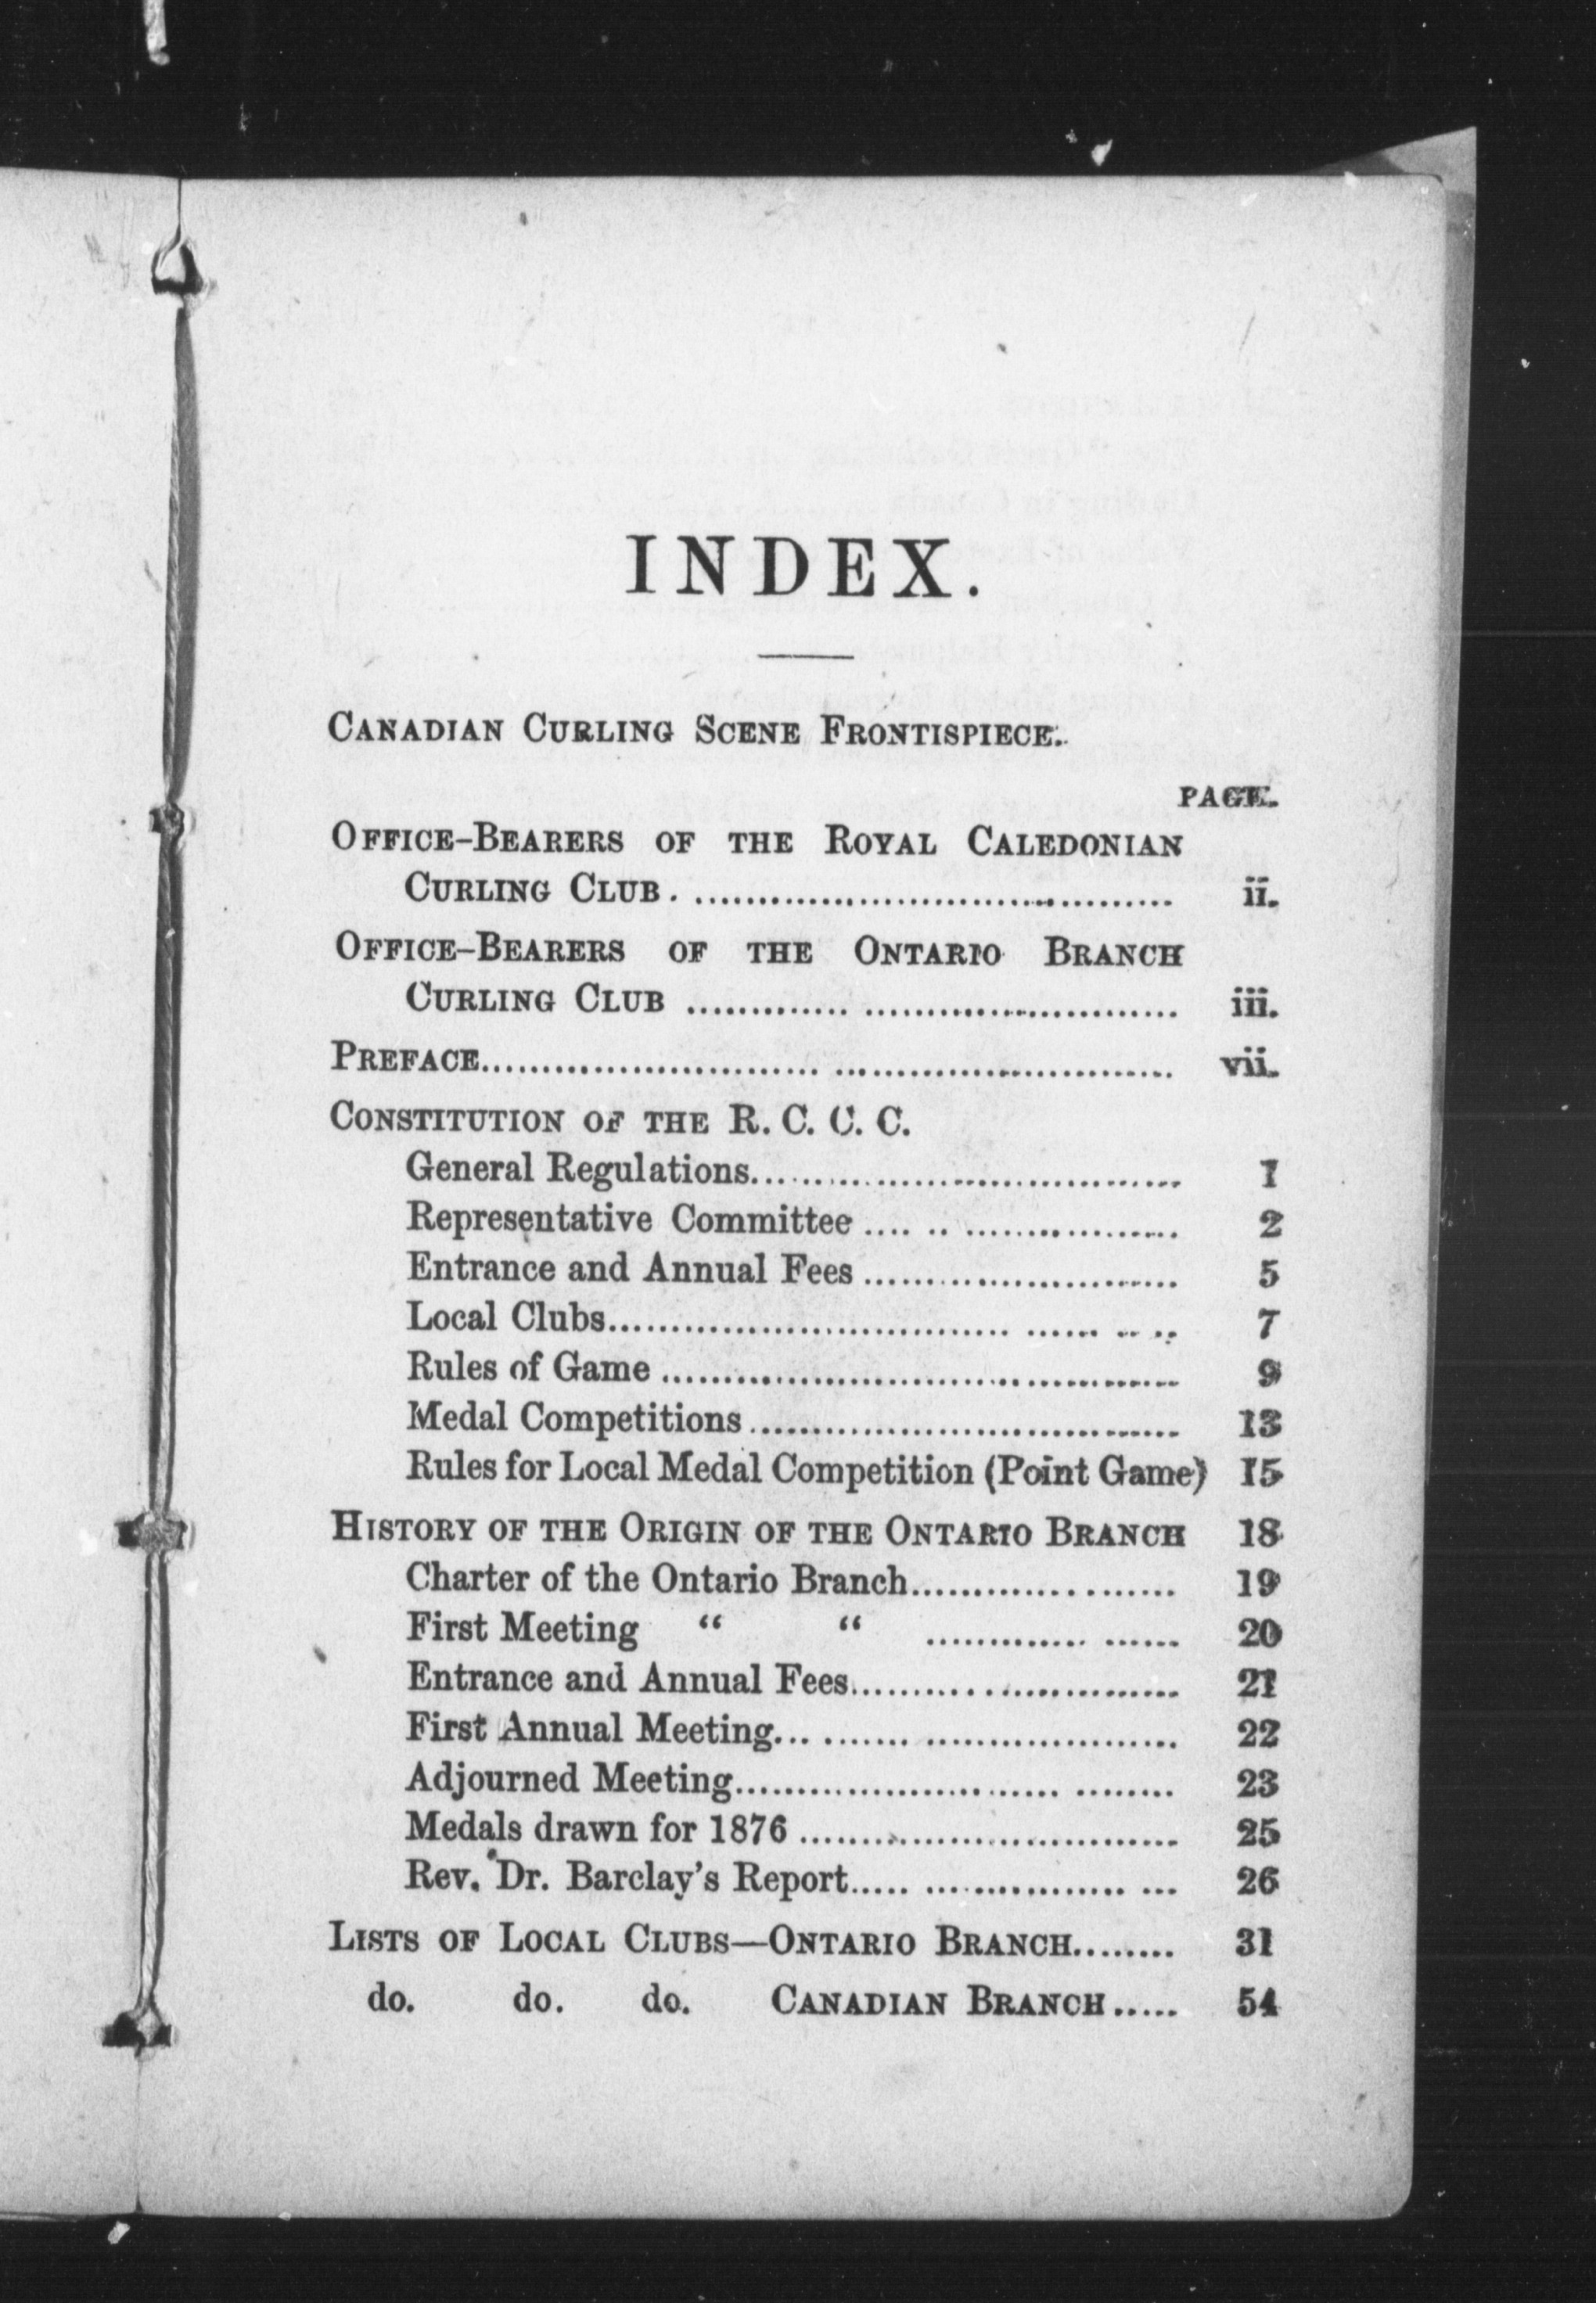 INDEX.
CANADIAN CURLING SCENE FRONTISPIECE.
PAGE.
OFFICE-BEARERS OF THE ROYAL CALEDONIAN
CURLING CLUB. ........................................ ii.
OFFICE-BEARERS OF THE ONTARIO BRANCH
CURLING CLUB ............. ......................... iii.
PREFACE........................... ........................... vii.
CONSTITUTION OF THE R. C. C. C.
General Regulations.................................... 1
Representative Committee .... .. ................. 2
Entrance and Annual Fees ......................... 5
Local Clubs................................ ...... .. .. 7
Rules of Game .......................................... 9
Medal Competitions ................................... 13
Rules for Local Medal Competition (Point Game) 15
HISTORY OF THE ORIGIN OF THE ONTARIO BRANCH 18
Charter of the Ontario Branch..................... 19
First Meeting “ “ ............. ...... 20
Entrance and Annual Fees.......................... 21
First Annual Meeting... ....... .................... 22
Adjourned Meeting.......................... ........ 23
Medals drawn for 1876 .............................. 25
Rev. Dr. Barclay's Report..... ................ ... 26
LISTS OF LOCAL CLUBS—ONTARIO BRANCH........ 31
do. do. do. CANADIAN BRANCH..... 54